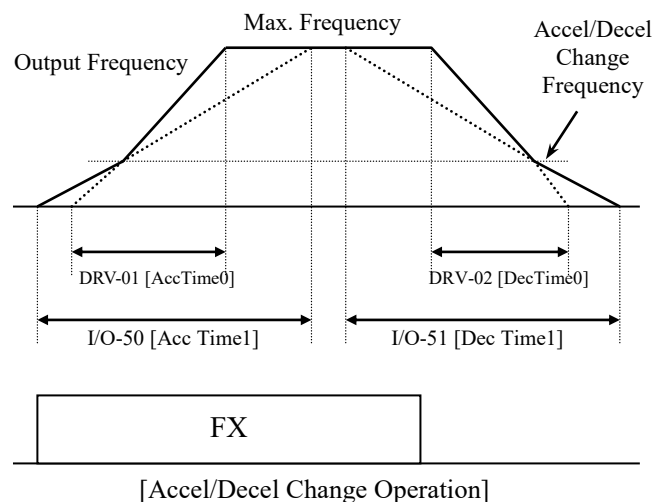 Max. Frequency
Output Frequency
Accel/Decel
Change
Frequency
DRV-01 [AccTime0]
DRV-02 [DecTime0]
I/O-50 [Acc Time1]
I/O-51 [Dec Time1]
FX
[Accel/Decel Change Operation]